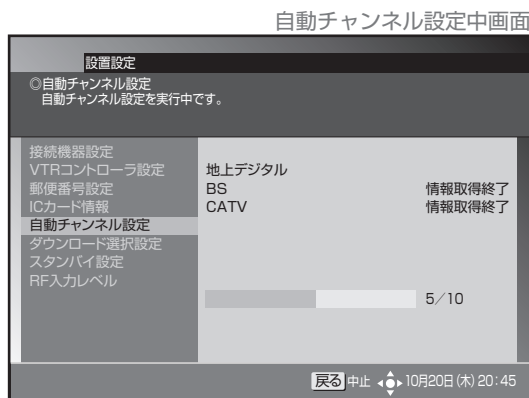 自動チャンネル設定中画面
設置設定
◎自動チャンネル設定
自動チャンネル設定を実行中です。
接続機器設定
VTRコントローラ設定
郵便番号設定
ICカード情報
自動チャンネル設定
ダウンロード選択設定
スタンバイ設定
RF入力レベル
地上デジタル
BS 情報取得終了
CATV 情報取得終了
5／10
戻る 中止 10月20日(木) 20:45